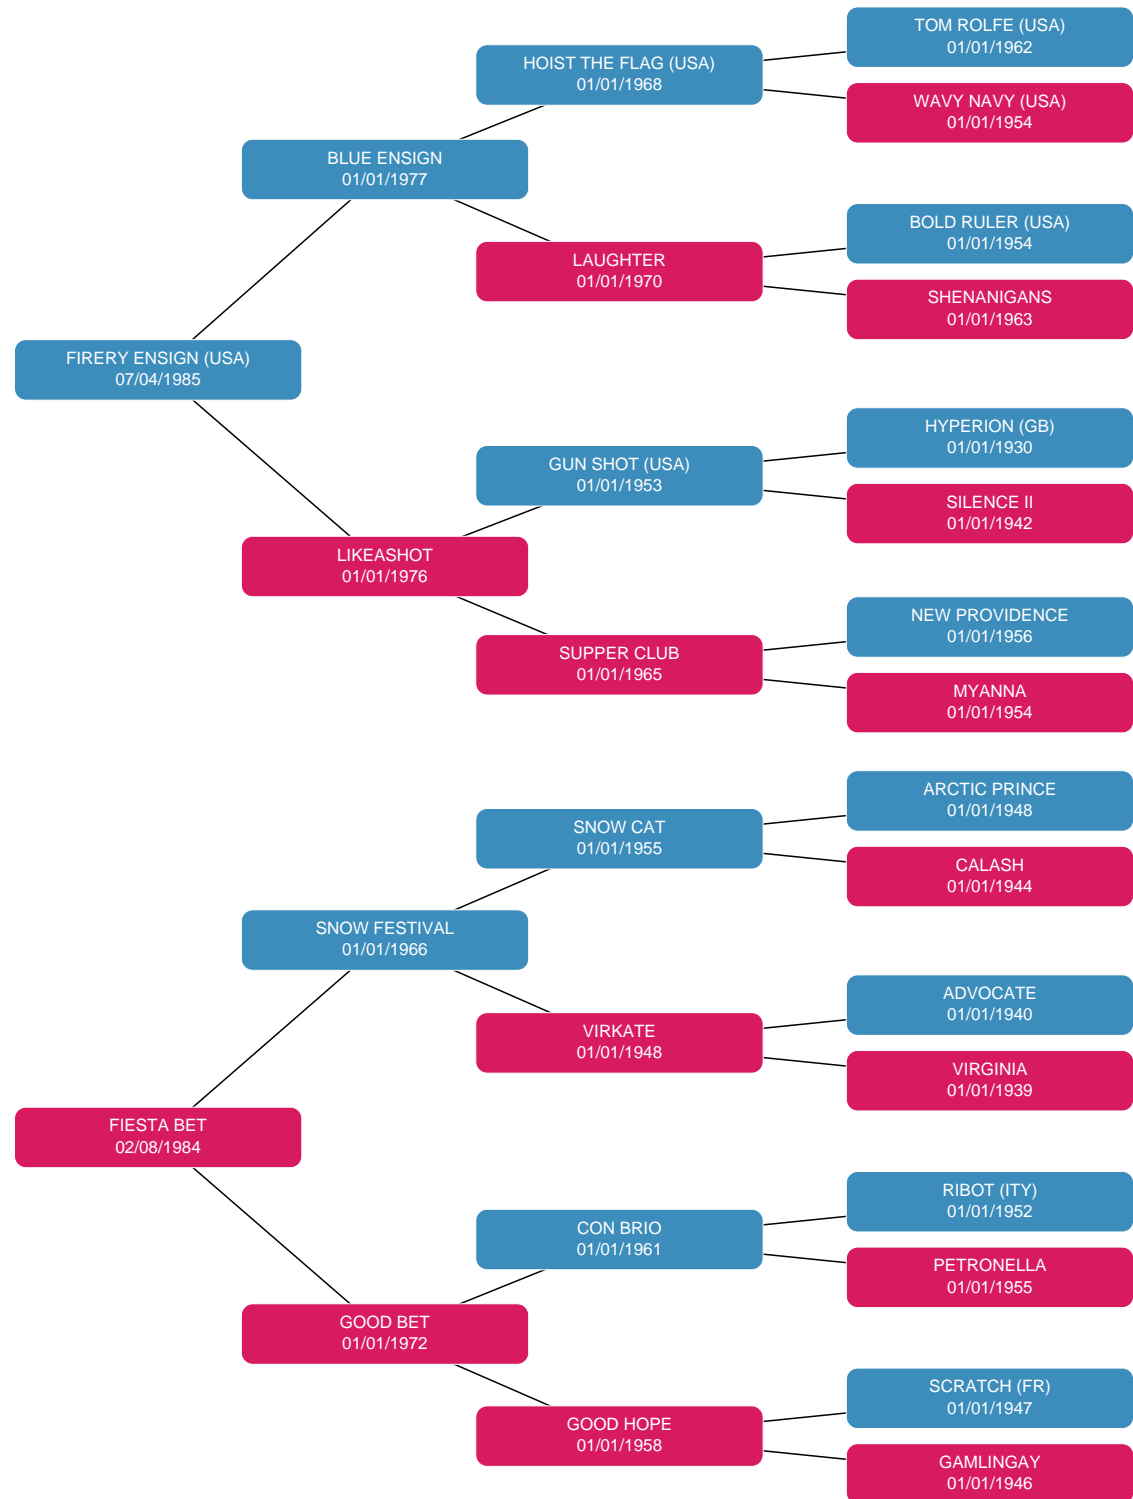 TOM ROLFE (USA)
01/01/1962
HOIST THE FLAG (USA)
01/01/1968
WAVY NAVY (USA)
01/01/1954
BLUE ENSIGN
01/01/1977
BOLD RULER (USA)
01/01/1954
LAUGHTER
01/01/1970
SHENANIGANS
01/01/1963
FIRERY ENSIGN (USA)
07/04/1985
HYPERION (GB)
01/01/1930
GUN SHOT (USA)
01/01/1953
SILENCE II
01/01/1942
LIKEASHOT
01/01/1976
NEW PROVIDENCE
01/01/1956
SUPPER CLUB
01/01/1965
MYANNA
01/01/1954
ARCTIC PRINCE
01/01/1948
SNOW CAT
01/01/1955
CALASH
01/01/1944
SNOW FESTIVAL
01/01/1966
ADVOCATE
01/01/1940
VIRKATE
01/01/1948
VIRGINIA
01/01/1939
FIESTA BET
02/08/1984
RIBOT (ITY)
01/01/1952
CON BRIO
01/01/1961
PETRONELLA
01/01/1955
GOOD BET
01/01/1972
SCRATCH (FR)
01/01/1947
GOOD HOPE
01/01/1958
GAMLINGAY
01/01/1946